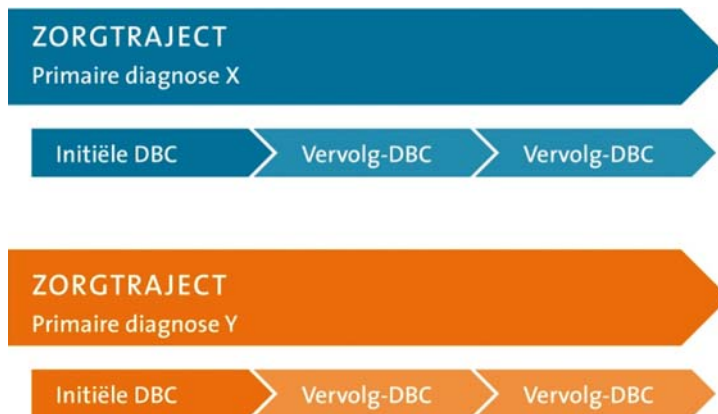 ZORGTRAJECT
Primaire diagnose X
Initiële DBC Vervolg-DBC Vervolg-DBC
ZORGTRAJECT
Primaire diagnose Y
Initiële DBC Vervolg-DBC Vervolg-DBC